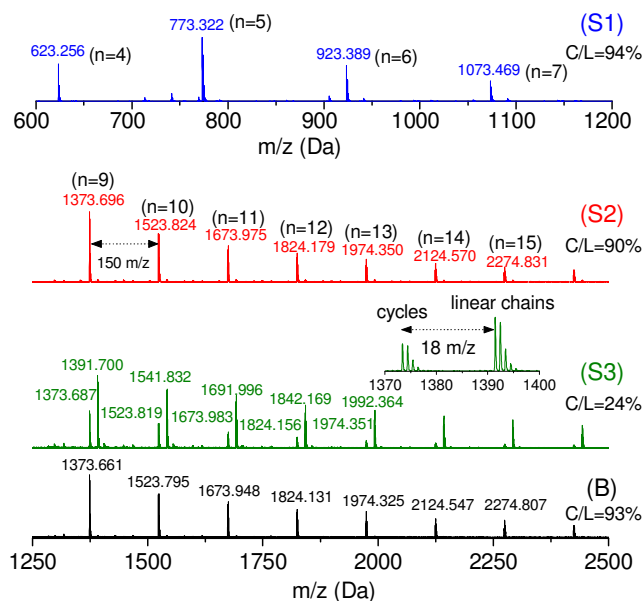 773.322 (n=5)
(S1)
623.256 (n=4)
923.389 (n=6)
C/L=94%
1073.469 (n=7)
600 700 800 900 1000 1100 1200
m/z (Da)
(n=9)
1373.696
(n=10)
1523.824
(n=11)
1673.975
(n=12)
1824.179
(n=13)
1974.350
(n=14)
2124.570
(n=15)
2274.831
(S2)
C/L=90%
150 m/z
cycles
linear chains
18 m/z
1370 1380 1390 1400
(S3)
C/L=24%
1391.700
1541.832
1691.996
1842.169
1992.364
1373.687
1523.819
1673.983
1824.156
1974.351
(B)
C/L=93%
1373.661
1523.795
1673.948
1824.131
1974.325
2124.547
2274.807
1250 1500 1750 2000 2250 2500
m/z (Da)